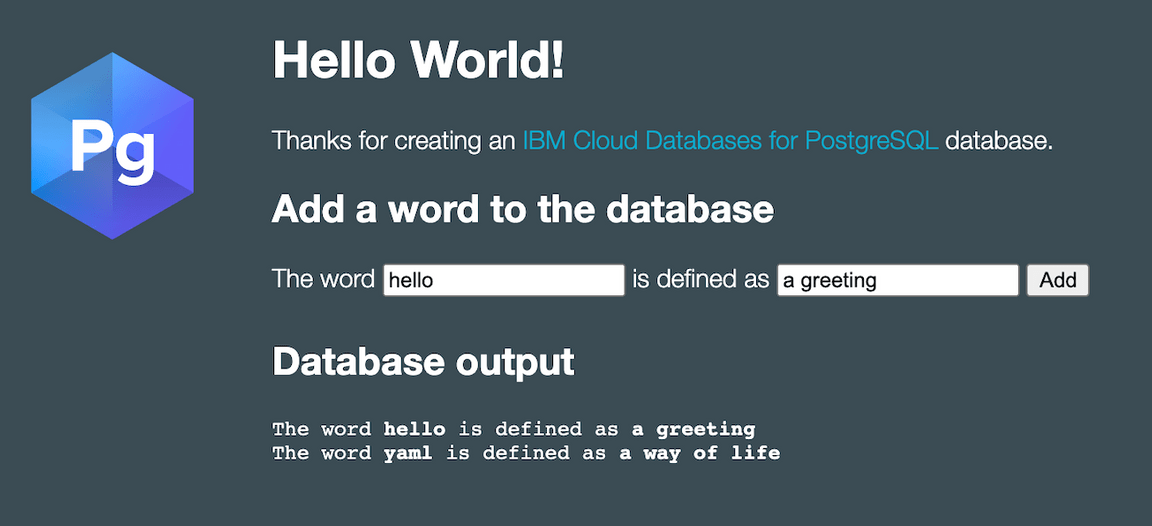 Pg
Hello World!
Thanks for creating an IBM Cloud Databases for PostgreSQL database.
Add a word to the database
The word hello is defined as a greeting Add
Database output
The word hello is defined as a greeting
The word yaml is defined as a way of life